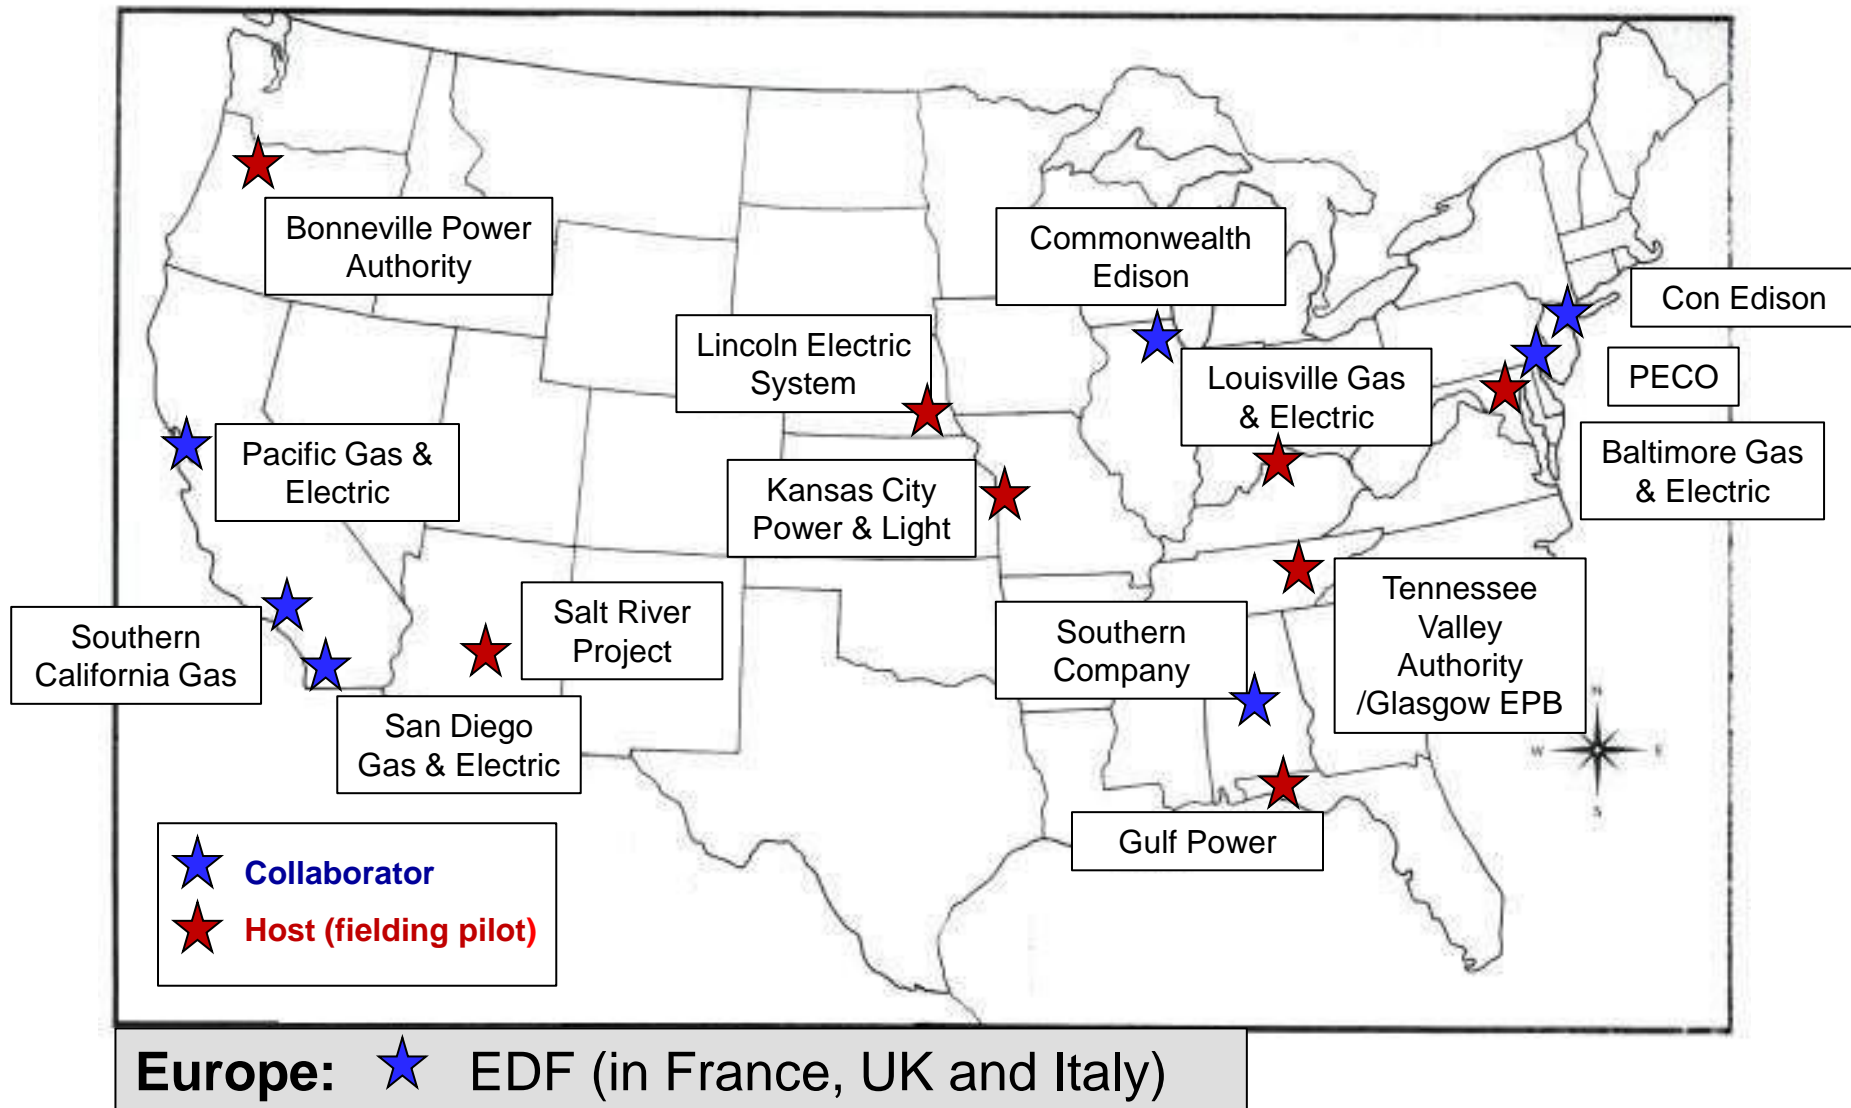 Bonneville Power
Authority
Commonwealth
Edison
Con Edison
Lincoln Electric
System
Louisville Gas
& Electric
PECO
Pacific Gas &
Electric
Kansas City
Power & Light
Baltimore Gas
& Electric
Southern
California Gas
Salt River
Project
Southern
Company
Tennessee
Valley
Authority
/Glasgow EPB
San Diego
Gas & Electric
N
W
E
S
Gulf Power
Collaborator
Host (fielding pilot)
Europe: EDF (in France, UK and Italy)